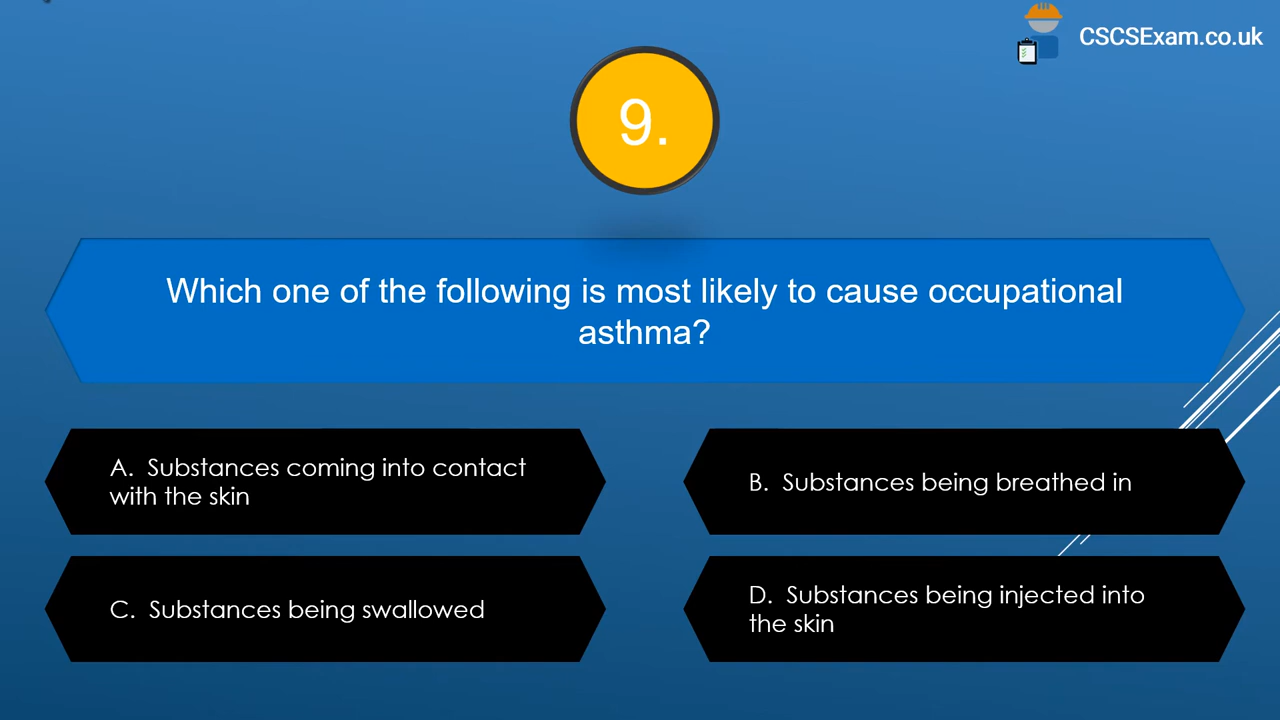 CSCSExam.co.uk
9.
Which one of the following is most likely to cause occupational
asthma?
A. Substances coming into contact
with the skin
B. Substances being breathed in
C. Substances being swallowed
D. Substances being injected into
the skin